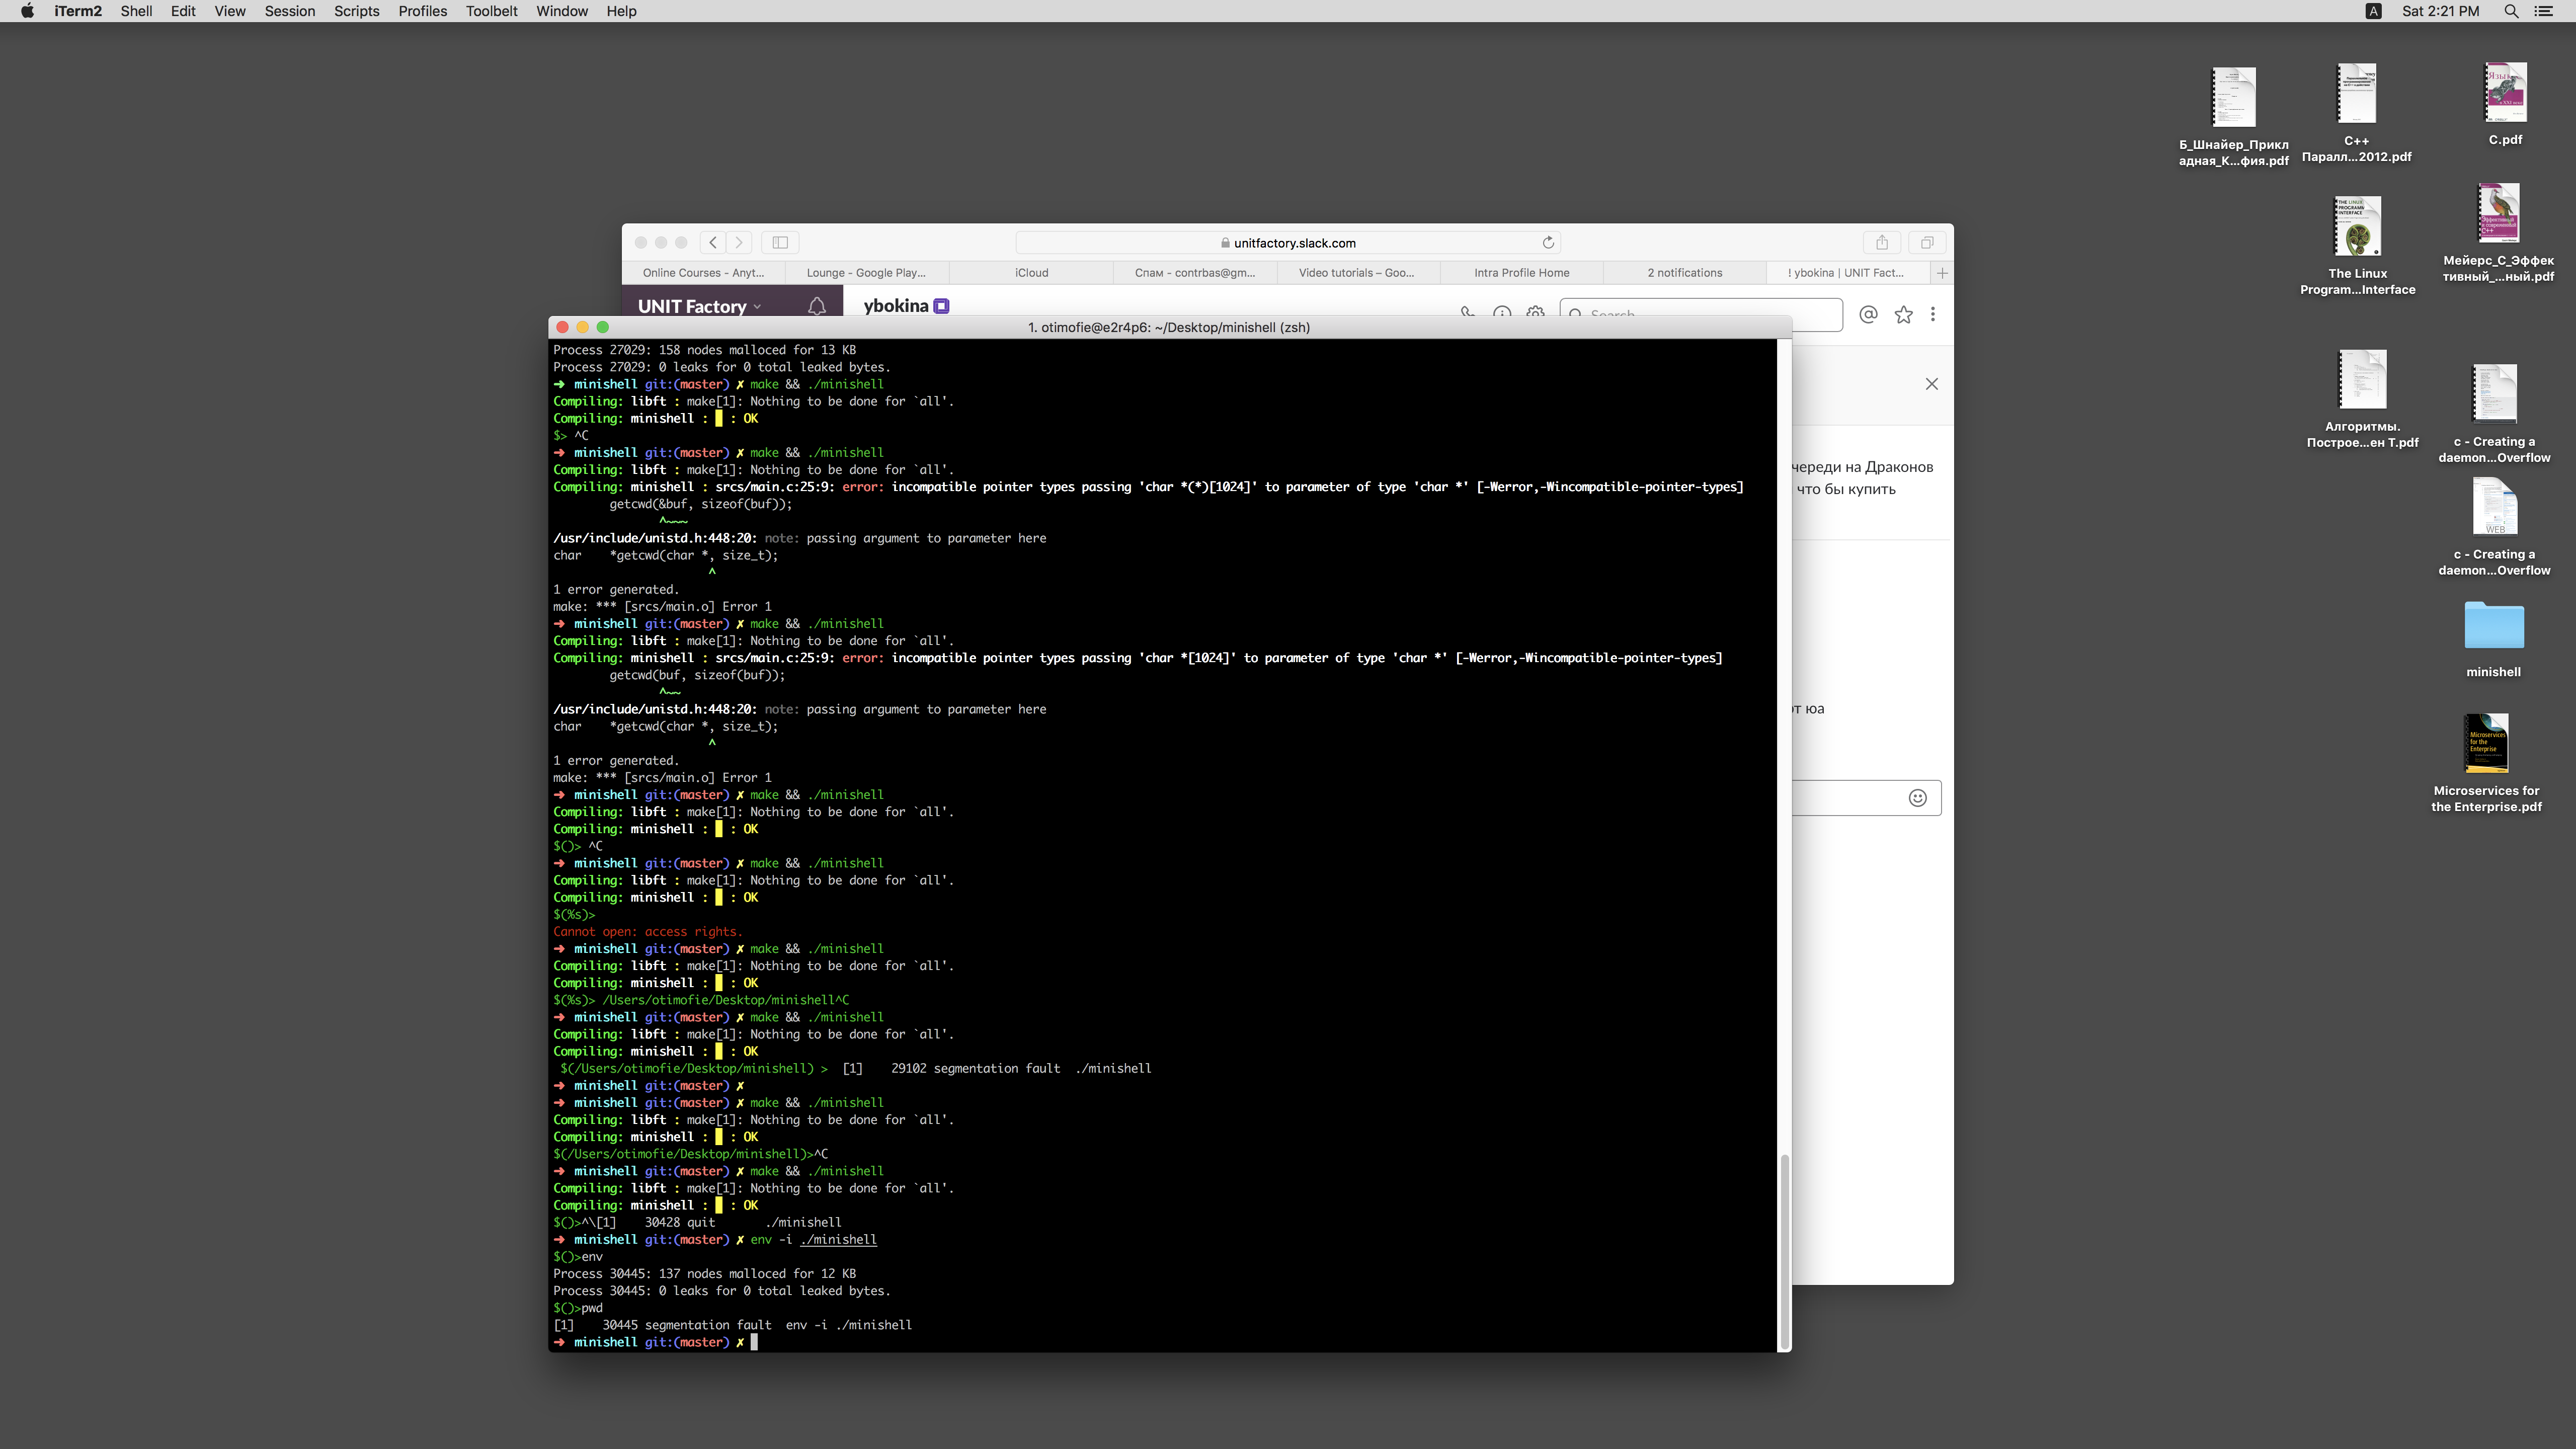 iTerm2 Shell Edit View Session Scripts Profiles Toolbelt Window Help
A Sat 2:21 PM
Б_Шнайер_Прикл
адная_К...фия.pdf
C++
Паралл...2012.pdf
C.pdf
THE LINUX
PROGRAMMING
INTERFACE
The Linux
Program...Interface
Мейерс_С_Эффек
тивный_...ный.pdf
Алгоритмы.
Построе...ен Т.pdf
c - Creating a
daemon...Overflow
WEB
c - Creating a
daemon...Overflow
minishell
Microservices
for the
Enterprise
Microservices for
the Enterprise.pdf
unitfactory.slack.com
Online Courses - Anyt...
Lounge - Google Play...
iCloud
Спам - contrbas@gm...
Video tutorials – Goo...
Intra Profile Home
2 notifications
! ybokina | UNIT Fact...
UNIT Factory
ybokina
Search
череди на Драконов
что бы купить
от юа
1. otimofie@e2r4p6: ~/Desktop/minishell (zsh)
Process 27029: 158 nodes malloced for 13 KB
Process 27029: 0 leaks for 0 total leaked bytes.
➜ minishell git:(master) ✗ make && ./minishell
Compiling: libft : make[1]: Nothing to be done for `all'.
Compiling: minishell : █ : OK
$> ^C
➜ minishell git:(master) ✗ make && ./minishell
Compiling: libft : make[1]: Nothing to be done for `all'.
Compiling: minishell : srcs/main.c:25:9: error: incompatible pointer types passing 'char *(*)[1024]' to parameter of type 'char *' [-Werror,-Wincompatible-pointer-types]
getcwd(&buf, sizeof(buf));
^~~~
/usr/include/unistd.h:448:20: note: passing argument to parameter here
char *getcwd(char *, size_t);
^
1 error generated.
make: *** [srcs/main.o] Error 1
➜ minishell git:(master) ✗ make && ./minishell
Compiling: libft : make[1]: Nothing to be done for `all'.
Compiling: minishell : srcs/main.c:25:9: error: incompatible pointer types passing 'char *[1024]' to parameter of type 'char *' [-Werror,-Wincompatible-pointer-types]
getcwd(buf, sizeof(buf));
^~~
/usr/include/unistd.h:448:20: note: passing argument to parameter here
char *getcwd(char *, size_t);
^
1 error generated.
make: *** [srcs/main.o] Error 1
➜ minishell git:(master) ✗ make && ./minishell
Compiling: libft : make[1]: Nothing to be done for `all'.
Compiling: minishell : █ : OK
$()> ^C
➜ minishell git:(master) ✗ make && ./minishell
Compiling: libft : make[1]: Nothing to be done for `all'.
Compiling: minishell : █ : OK
$(%s)>
Cannot open: access rights.
➜ minishell git:(master) ✗ make && ./minishell
Compiling: libft : make[1]: Nothing to be done for `all'.
Compiling: minishell : █ : OK
$(%s)> /Users/otimofie/Desktop/minishell^C
➜ minishell git:(master) ✗ make && ./minishell
Compiling: libft : make[1]: Nothing to be done for `all'.
Compiling: minishell : █ : OK
$(/Users/otimofie/Desktop/minishell) > [1] 29102 segmentation fault ./minishell
➜ minishell git:(master) ✗
➜ minishell git:(master) ✗ make && ./minishell
Compiling: libft : make[1]: Nothing to be done for `all'.
Compiling: minishell : █ : OK
$(/Users/otimofie/Desktop/minishell)>^C
➜ minishell git:(master) ✗ make && ./minishell
Compiling: libft : make[1]: Nothing to be done for `all'.
Compiling: minishell : █ : OK
$()>^\[1] 30428 quit ./minishell
➜ minishell git:(master) ✗ env -i ./minishell
$()>env
Process 30445: 137 nodes malloced for 12 KB
Process 30445: 0 leaks for 0 total leaked bytes.
$()>pwd
[1] 30445 segmentation fault env -i ./minishell
➜ minishell git:(master) ✗